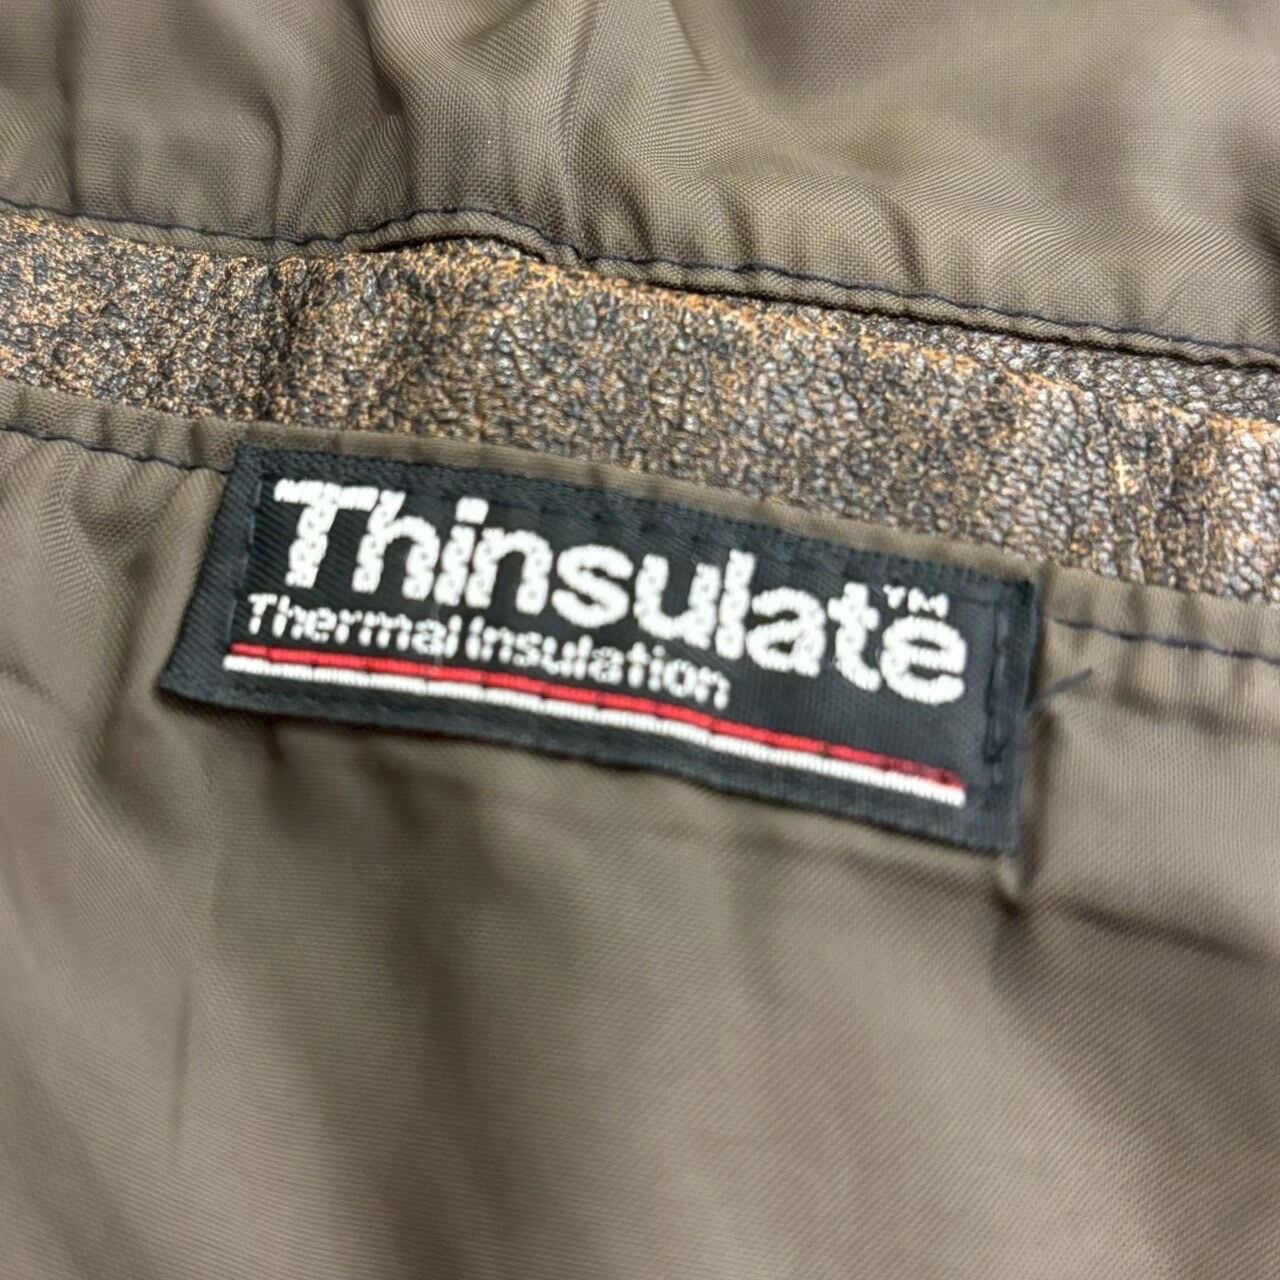 Thinsulate™
Thermal Insulation